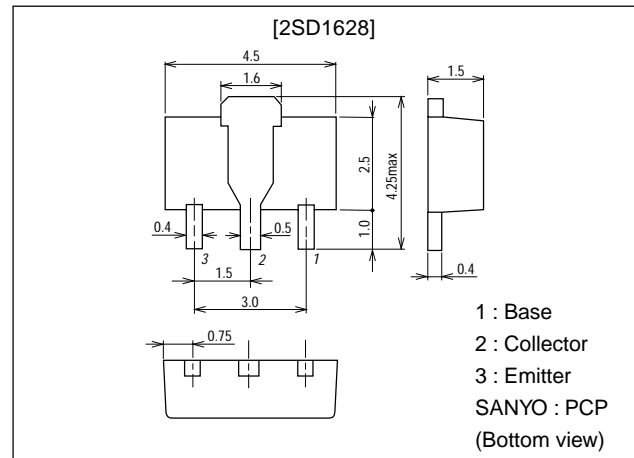 [2SD1628]
4.5
1.6
1.5
2.5
4.25max
1.0
0.4
0.5
3
2
1
1.5
3.0
0.4
0.75
1 : Base
2 : Collector
3 : Emitter
SANYO : PCP
(Bottom view)